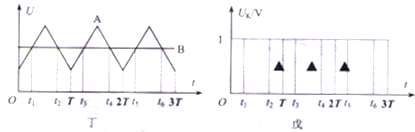 U
A
B
O t₁ t₂ T t₃ t₄ 2T t₅ t₆ 3T t
丁
Uₖ/V
1
O t₁ t₂ T t₃ t₄ 2T t₅ t₆ 3T t
戊